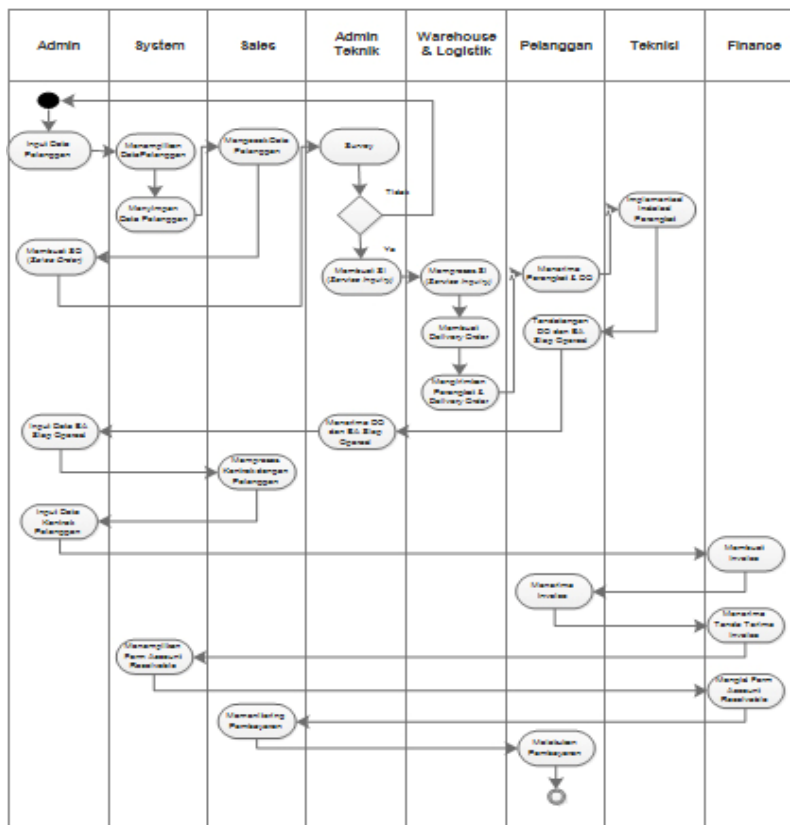 Admin
System
Sales
Admin
Teknik
Warehouse
& Logistik
Pelanggan
Teknisi
Finance
Input Data
Pelanggan
Menampilkan
Data Pelanggan
Menyimpan
Data Pelanggan
Mengecek Data
Pelanggan
Survey
Tidak
Ya
Implementasi
Instalasi
Perangkat
Membuat SO
(Sales Order)
Membuat SI
(Service Inquiry)
Memproses SI
(Service Inquiry)
Menerima
Perangkat & DO
Membuat
Delivery Order
Tandatangan
DO dan BA
Siap Operasi
Mengirimkan
Perangkat &
Delivery Order
Input Data BA
Siap Operasi
Menerima DO
dan BA Siap
Operasi
Memproses
Kontrak dengan
Pelanggan
Input Data
Kontrak
Pelanggan
Membuat
Invoice
Menerima
Invoice
Menerima
Tanda Terima
Invoice
Menampilkan
Form Account
Receivable
Mengisi Form
Account
Receivable
Memonitoring
Pembayaran
Melakukan
Pembayaran